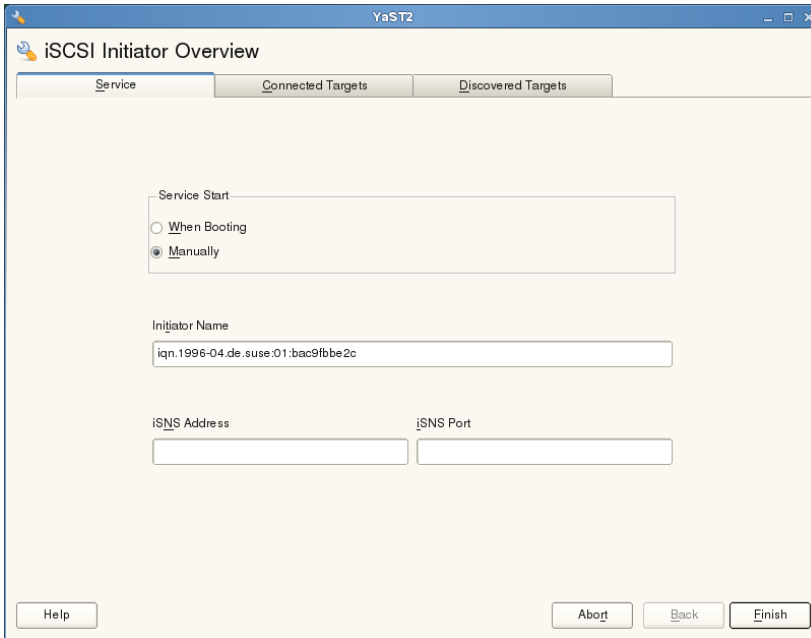 YaST2
iSCSI Initiator Overview
Service Connected Targets Discovered Targets
Service Start
When Booting
Manually
Initiator Name
iqn.1996-04.de.suse:01:bac9fbbe2c
iSNS Address iSNS Port
Help Abort Back Finish